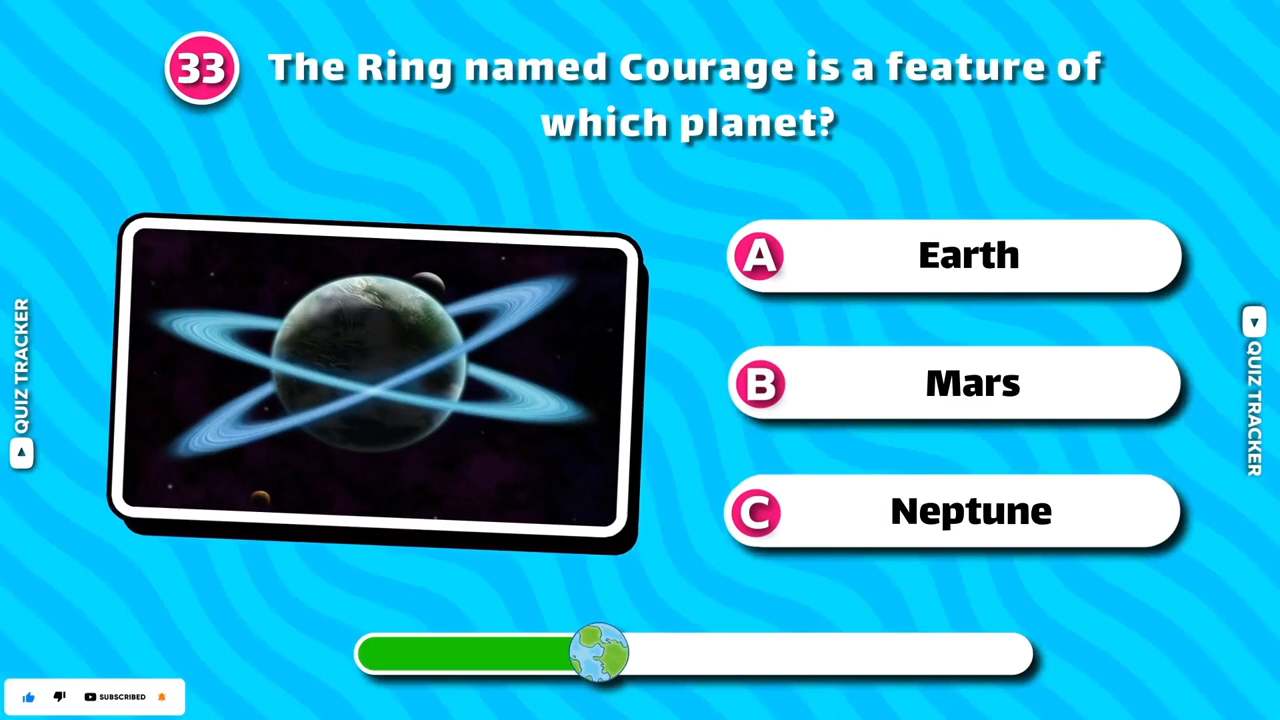 33
The Ring named Courage is a feature of
which planet?
A Earth
B Mars
C Neptune
QUIZ TRACKER
QUIZ TRACKER
SUBSCRIBED